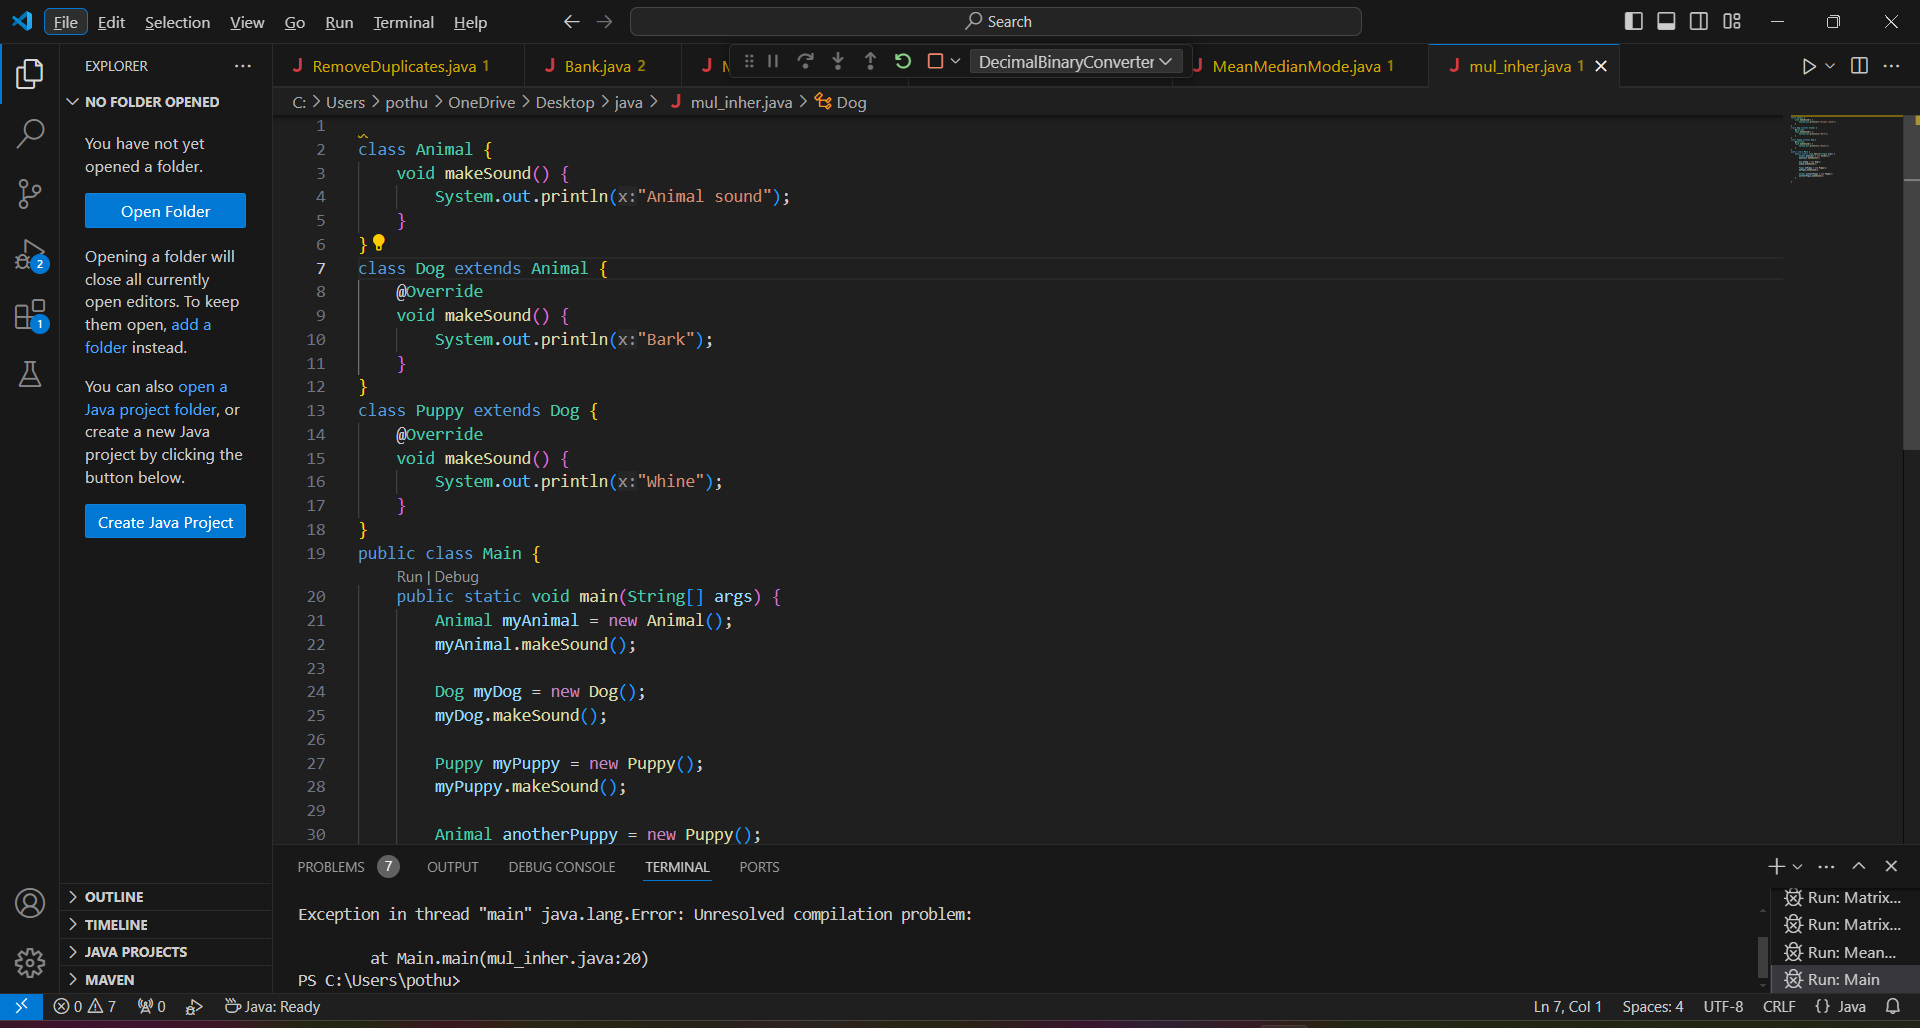 File Edit Selection View Go Run Terminal Help
Search
EXPLORER
RemoveDuplicates.java 1
Bank.java 2
DecimalBinaryConverter
MeanMedianMode.java 1
mul_inher.java 1
NO FOLDER OPENED
C: > Users > pothu > OneDrive > Desktop > java > mul_inher.java > Dog
You have not yet
opened a folder.
Open Folder
Opening a folder will
close all currently
open editors. To keep
them open, add a
folder instead.
You can also open a
Java project folder, or
create a new Java
project by clicking the
button below.
Create Java Project
OUTLINE
TIMELINE
JAVA PROJECTS
MAVEN
2
1
1
2 class Animal {
3 void makeSound() {
4 System.out.println(x:"Animal sound");
5 }
6 }
7 class Dog extends Animal {
8 @Override
9 void makeSound() {
10 System.out.println(x:"Bark");
11 }
12 }
13 class Puppy extends Dog {
14 @Override
15 void makeSound() {
16 System.out.println(x:"Whine");
17 }
18 }
19 public class Main {
Run | Debug
20 public static void main(String[] args) {
21 Animal myAnimal = new Animal();
22 myAnimal.makeSound();
23
24 Dog myDog = new Dog();
25 myDog.makeSound();
26
27 Puppy myPuppy = new Puppy();
28 myPuppy.makeSound();
29
30 Animal anotherPuppy = new Puppy();
PROBLEMS 7 OUTPUT DEBUG CONSOLE TERMINAL PORTS
Exception in thread "main" java.lang.Error: Unresolved compilation problem:
at Main.main(mul_inher.java:20)
PS C:\Users\pothu>
Run: Matrix...
Run: Matrix...
Run: Mean...
Run: Main
0 7 0 Java: Ready
Ln 7, Col 1 Spaces: 4 UTF-8 CRLF {} Java